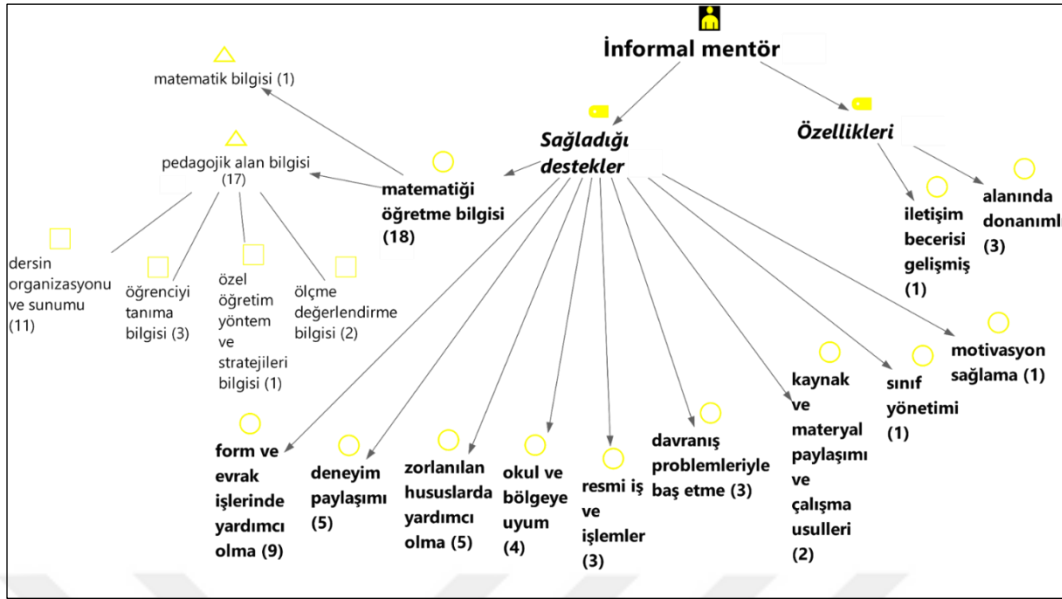 İnformal mentör
Sağladığı
destekler
Özellikleri
matematik bilgisi (1)
pedagojik alan bilgisi
(17)
matematiği
öğretme bilgisi
(18)
iletişim
becerisi
gelişmiş
(1)
alanında
donanımlı
(3)
dersin
organizasyonu
ve sunumu
(11)
öğrenciyi
tanıma bilgisi (3)
özel
öğretim
yöntem
ve
stratejileri
bilgisi (1)
ölçme
değerlendirme
bilgisi (2)
form ve
evrak
işlerinde
yardımcı
olma (9)
deneyim
paylaşımı
(5)
zorlanılan
hususlarda
yardımcı
olma (5)
okul ve
bölgeye
uyum
(4)
resmi iş
ve
işlemler
(3)
davranış
problemleriyle
baş etme (3)
kaynak
ve
materyal
paylaşımı
ve
çalışma
usulleri
(2)
sınıf
yönetimi
(1)
motivasyon
sağlama (1)